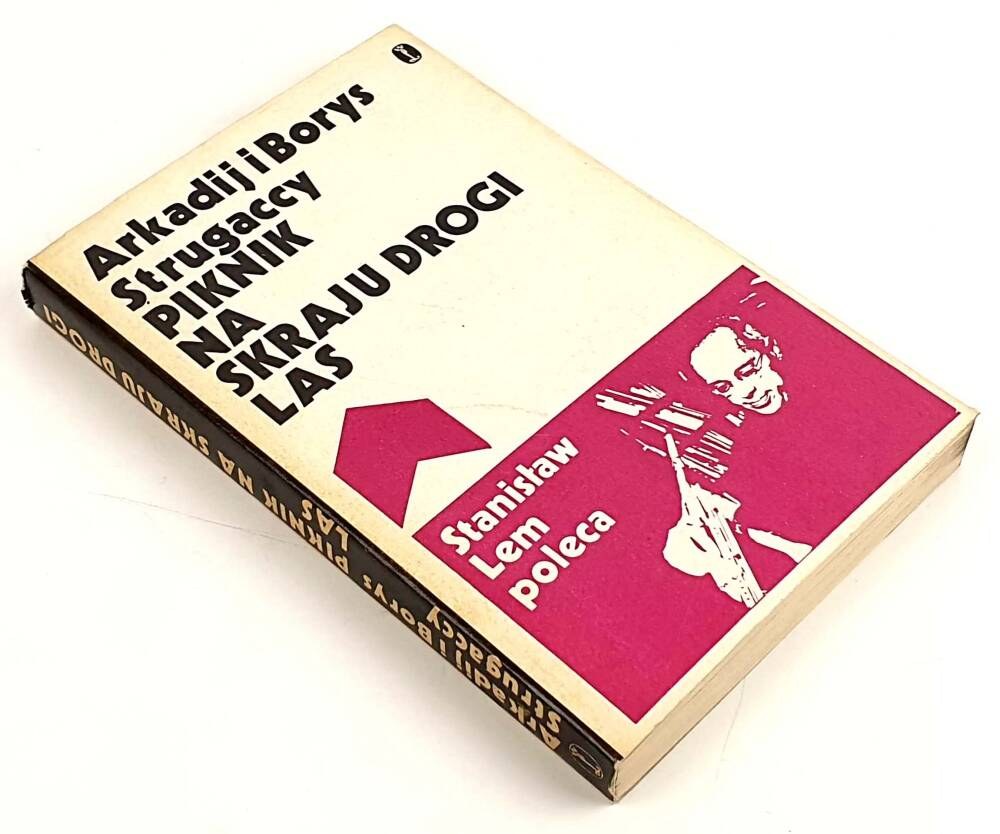 Arkadij i Borys
Strugaccy
PIKNIK
NA
SKRAJU DROGI
LAS
Stanisław
Lem
poleca
Arkadij i Borys PIKNIK NA SKRAJU DROGI
Strugaccy LAS